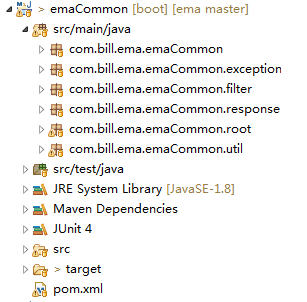 > emaCommon [boot] [ema master]
src/main/java
com.bill.ema.emaCommon
com.bill.ema.emaCommon.exception
com.bill.ema.emaCommon.filter
com.bill.ema.emaCommon.response
com.bill.ema.emaCommon.root
com.bill.ema.emaCommon.util
src/test/java
JRE System Library [JavaSE-1.8]
Maven Dependencies
JUnit 4
src
> target
pom.xml